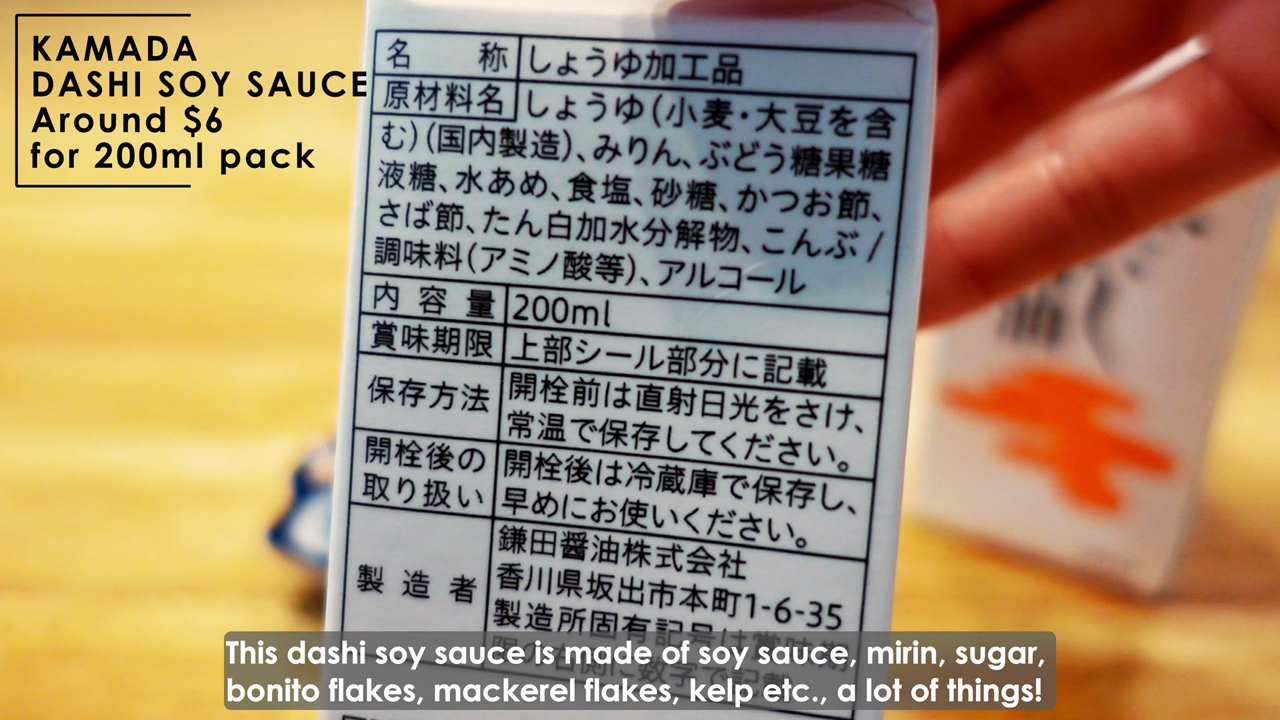 KAMADA
DASHI SOY SAUCE
Around $6
for 200ml pack
名称 しょうゆ加工品
原材料名 しょうゆ(小麦・大豆を含
む)(国内製造)、みりん、ぶどう糖果糖
液糖、水あめ、食塩、砂糖、かつお節、
さば節、たん白加水分解物、こんぶ/
調味料(アミノ酸等)、アルコール
内容量 200ml
賞味期限 上部シール部分に記載
保存方法 開栓前は直射日光をさけ、
常温で保存してください。
開栓後の 開栓後は冷蔵庫で保存し、
取り扱い 早めにお使いください。
製造者 鎌田醤油株式会社
香川県坂出市本町1-6-35
製造所固有記号は賞味期
This dashi soy sauce is made of soy sauce, mirin, sugar,
bonito flakes, mackerel flakes, kelp etc., a lot of things!